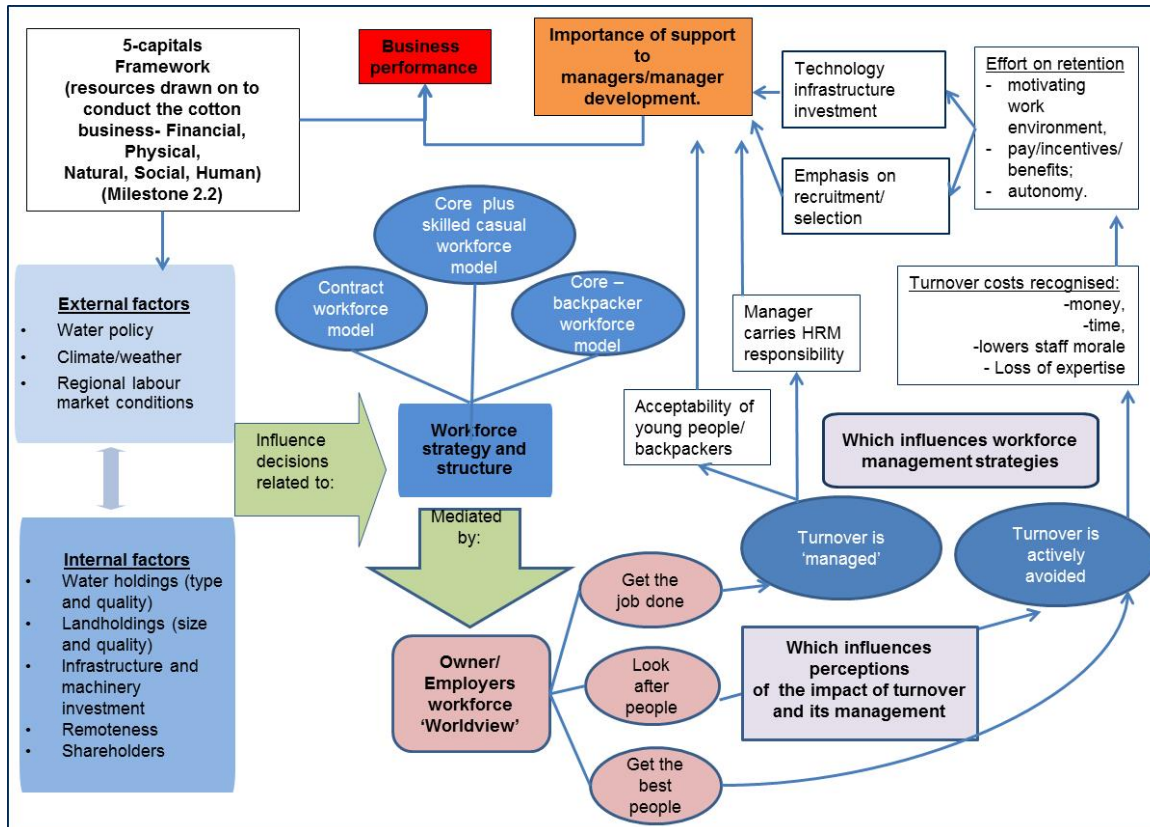 5-capitals
Framework
(resources drawn on to
conduct the cotton
business- Financial,
Physical,
Natural, Social, Human)
(Milestone 2.2)
Business
performance
Importance of support
to
managers/manager
development.
Technology
infrastructure
investment
Effort on retention
- motivating
work
environment,
- pay/incentives/
benefits;
- autonomy.
Emphasis on
recruitment/
selection
Core plus
skilled casual
workforce
model
Contract
workforce
model
Core –
backpacker
workforce
model
External factors
• Water policy
• Climate/weather
• Regional labour
market conditions
Turnover costs recognised:
-money,
-time,
-lowers staff morale
- Loss of expertise
Manager
carries HRM
responsibility
Acceptability of
young people/
backpackers
Influence
decisions
related to:
Workforce
strategy and
structure
Which influences workforce
management strategies
Mediated
by:
Turnover is
‘managed’
Turnover is
actively
avoided
Internal factors
• Water holdings (type
and quality)
• Landholdings (size
and quality)
• Infrastructure and
machinery
investment
• Remoteness
• Shareholders
Get the
job done
Owner/
Employers
workforce
‘Worldview’
Look
after
people
Which influences
perceptions
of the impact of turnover
and its management
Get the
best
people